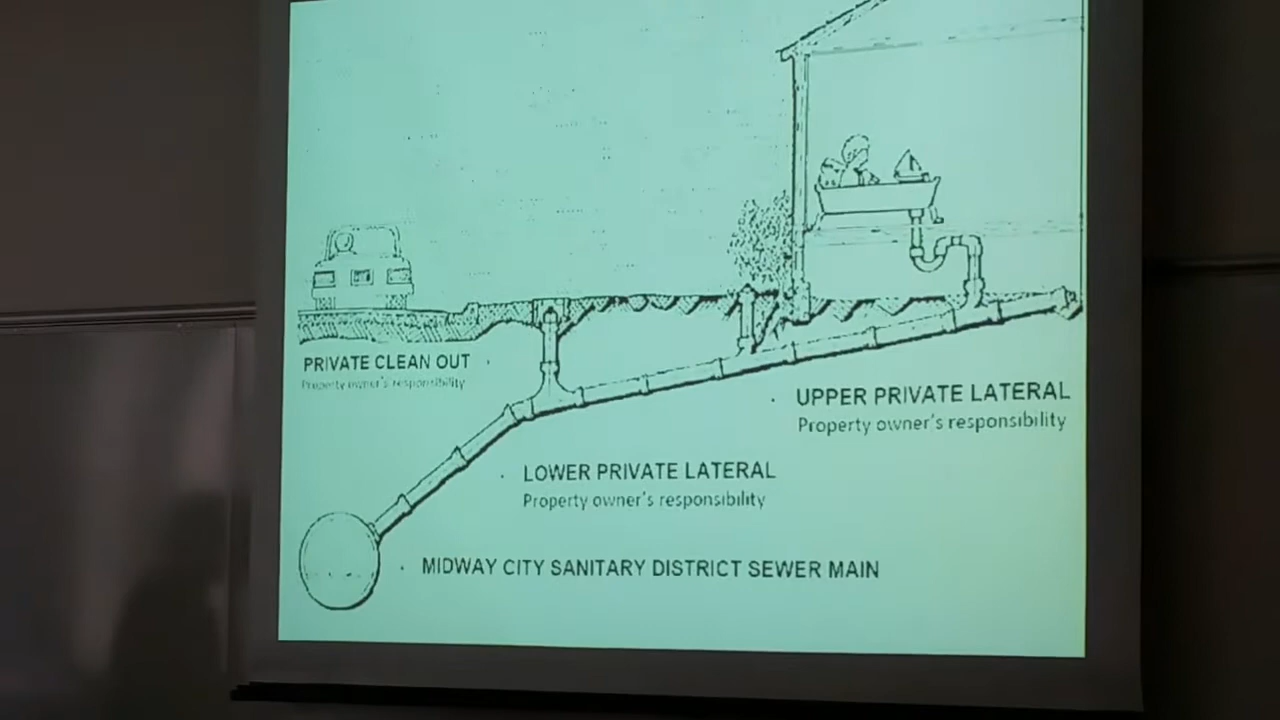 PRIVATE CLEAN OUT
Property owner's responsibility
UPPER PRIVATE LATERAL
Property owner's responsibility
LOWER PRIVATE LATERAL
Property owner's responsibility
MIDWAY CITY SANITARY DISTRICT SEWER MAIN